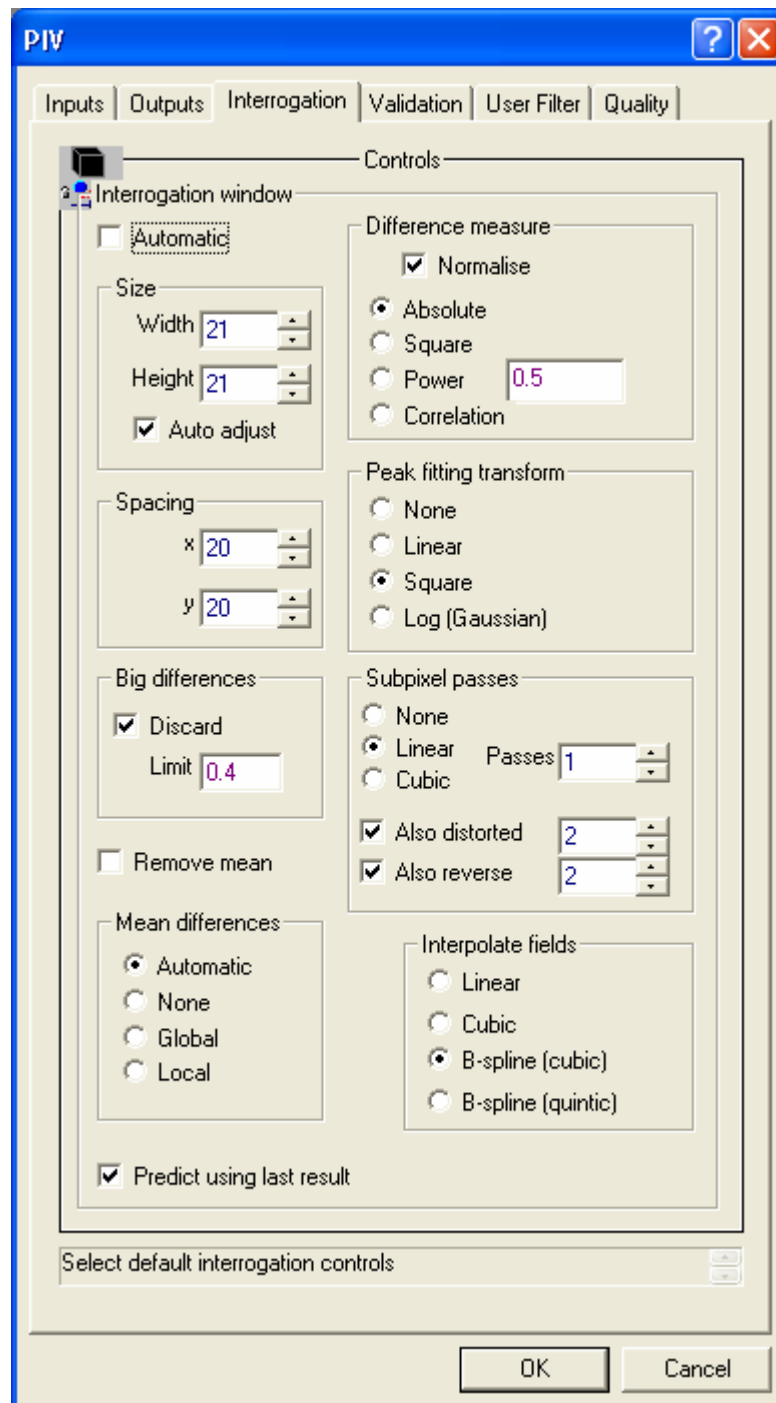 PIV
Inputs Outputs Interrogation Validation User Filter Quality
Controls
Interrogation window
Automatic
Size
Width 21
Height 21
Auto adjust
Spacing
x 20
y 20
Big differences
Discard
Limit 0.4
Remove mean
Mean differences
Automatic
None
Global
Local
Difference measure
Normalise
Absolute
Square
Power 0.5
Correlation
Peak fitting transform
None
Linear
Square
Log (Gaussian)
Subpixel passes
None
Linear Passes 1
Cubic
Also distorted 2
Also reverse 2
Interpolate fields
Linear
Cubic
B-spline (cubic)
B-spline (quintic)
Predict using last result
Select default interrogation controls
OK Cancel